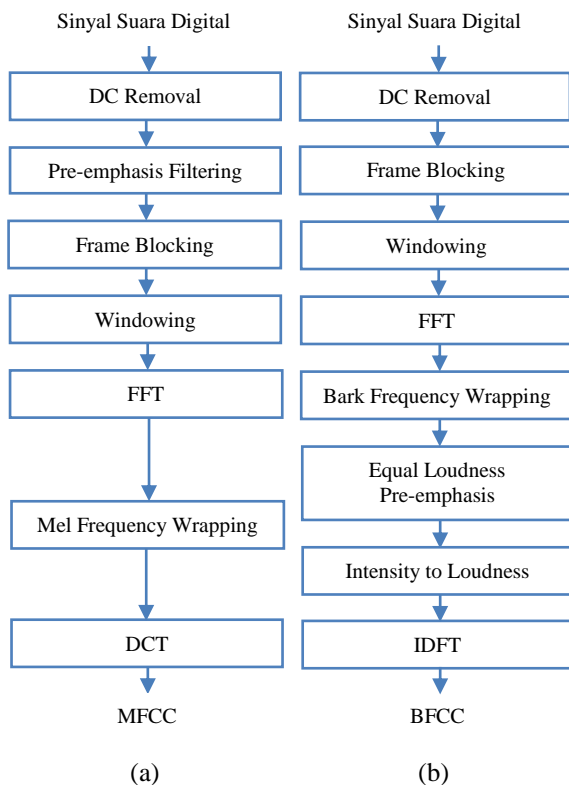 Sinyal Suara Digital
DC Removal
Pre-emphasis Filtering
Frame Blocking
Windowing
FFT
Mel Frequency Wrapping
DCT
MFCC
(a)
Sinyal Suara Digital
DC Removal
Frame Blocking
Windowing
FFT
Bark Frequency Wrapping
Equal Loudness
Pre-emphasis
Intensity to Loudness
IDFT
BFCC
(b)